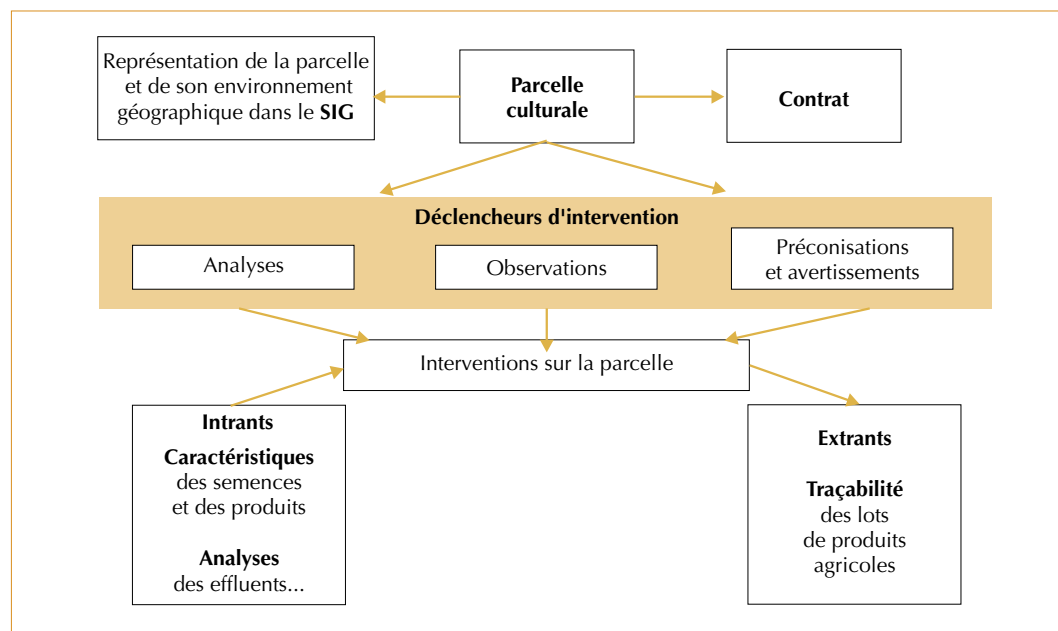 Représentation de la parcelle
et de son environnement
géographique dans le SIG
Parcelle
culturale
Contrat
Déclencheurs d'intervention
Analyses
Observations
Préconisations
et avertissements
Interventions sur la parcelle
Intrants
Caractéristiques
des semences
et des produits
Analyses
des effluents...
Extrants
Traçabilité
des lots
de produits
agricoles